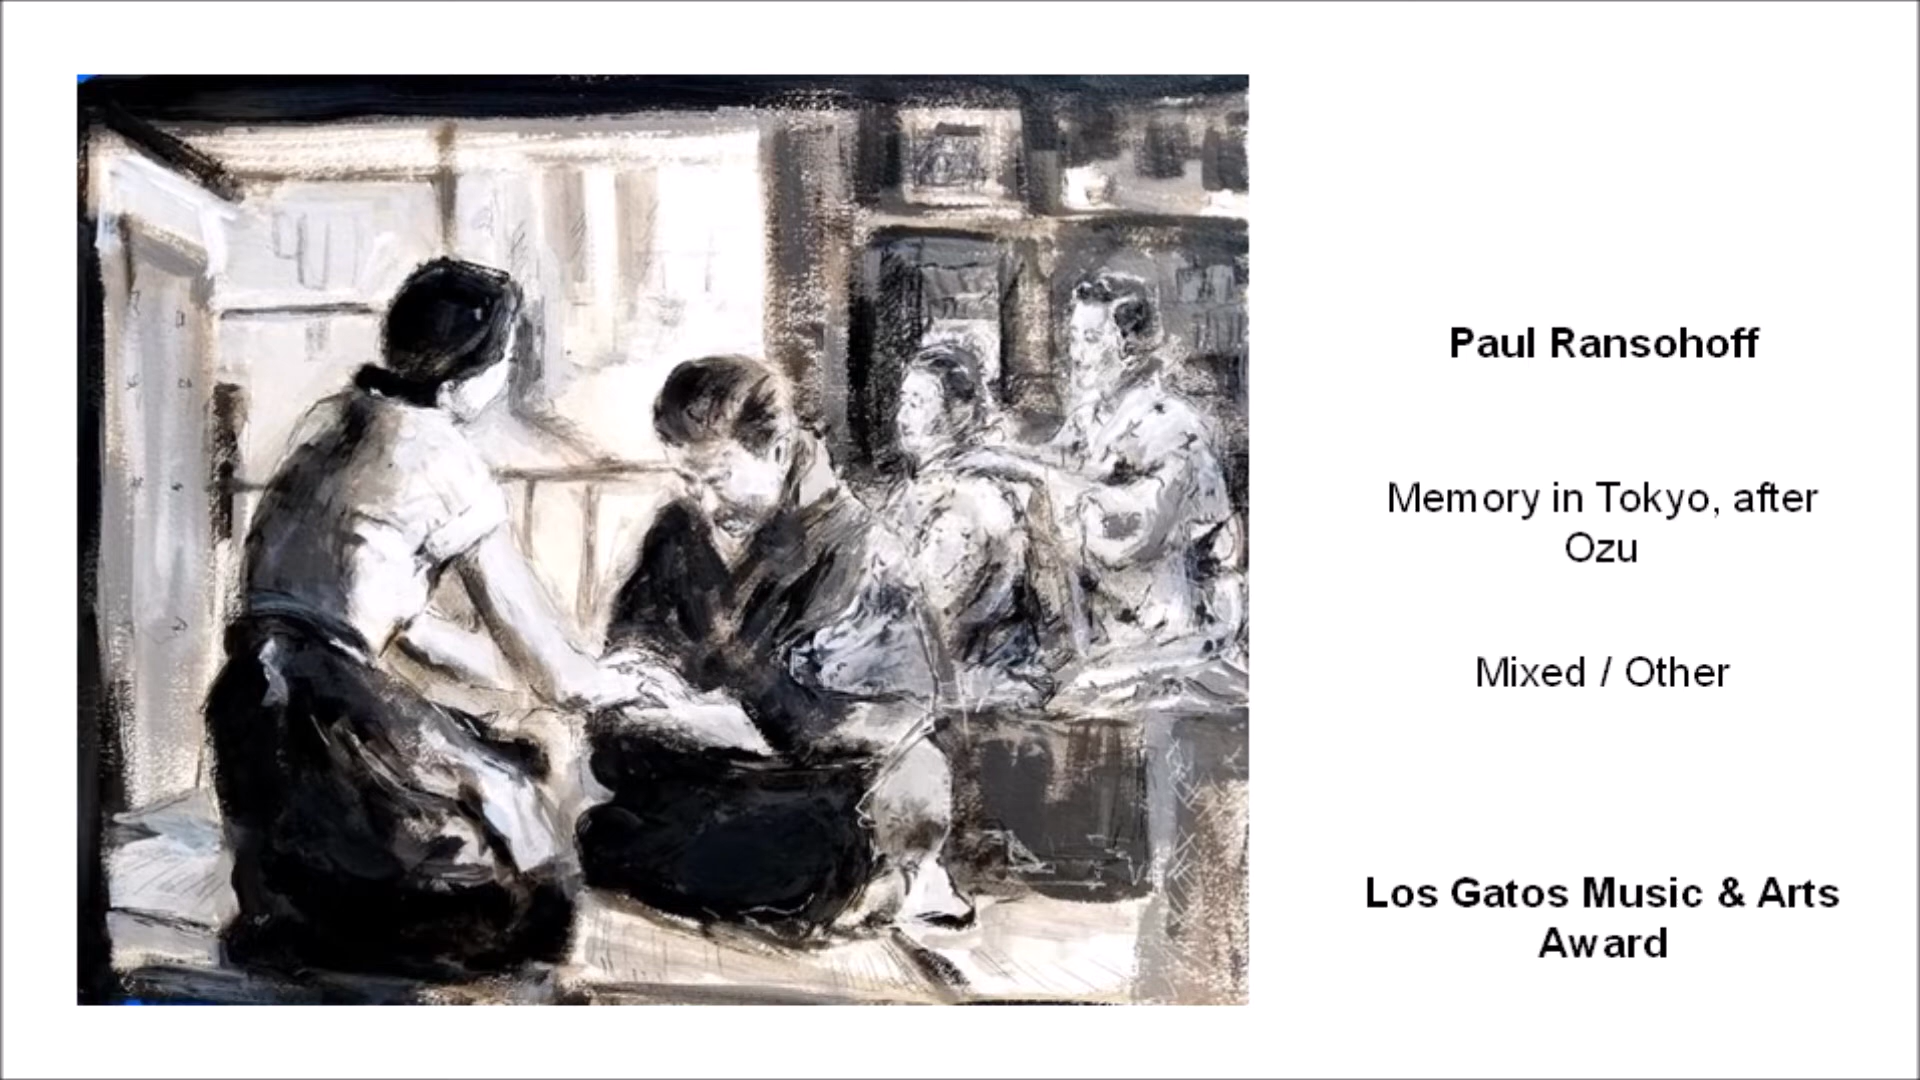 Paul Ransohoff
Memory in Tokyo, after
Ozu
Mixed / Other
Los Gatos Music & Arts
Award